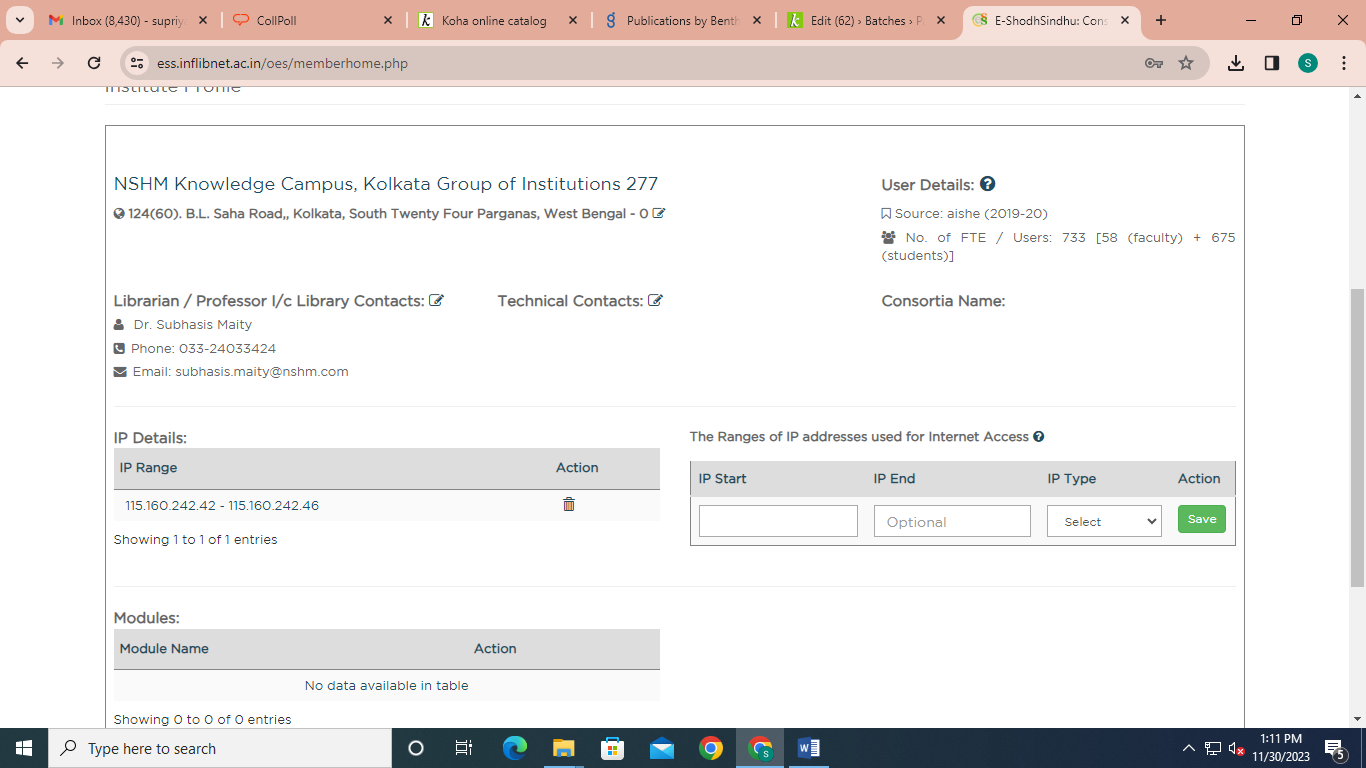 Inbox (8,430) - supriy
CollPoll
Koha online catalog
Publications by Benth
Edit (62) › Batches › P
E-ShodhSindhu: Cons
ess.inflibnet.ac.in/oes/memberhome.php
S
Institute Profile
NSHM Knowledge Campus, Kolkata Group of Institutions 277
124(60). B.L. Saha Road,, Kolkata, South Twenty Four Parganas, West Bengal - 0
User Details:
Source: aishe (2019-20)
No. of FTE / Users: 733 [58 (faculty) + 675
(students)]
Librarian / Professor I/c Library Contacts:
Technical Contacts:
Consortia Name:
Dr. Subhasis Maity
Phone: 033-24033424
Email: subhasis.maity@nshm.com
IP Details:
The Ranges of IP addresses used for Internet Access
IP Range Action
115.160.242.42 - 115.160.242.46
Showing 1 to 1 of 1 entries
IP Start IP End IP Type Action
Optional Select Save
Modules:
Module Name Action
No data available in table
Showing 0 to 0 of 0 entries
Type here to search
1:11 PM
11/30/2023
5